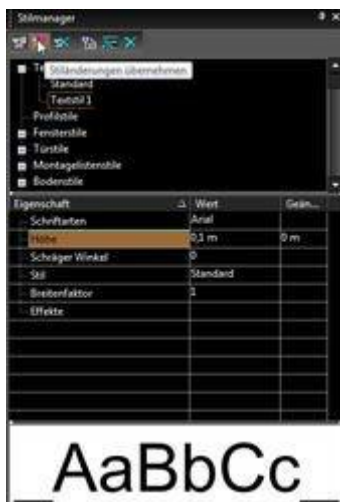 Stilmanager
Stiländerungen übernehmen
Standard
Textstil 1
Profilstile
Fensterstile
Türstile
Montagelistenstile
Bodenstile
Eigenschaft Wert Geän...
Schriftarten Arial
Höhe 0,1 m 0 m
Schräger Winkel 0
Stil Standard
Breitenfaktor 1
Effekte
AaBbCc